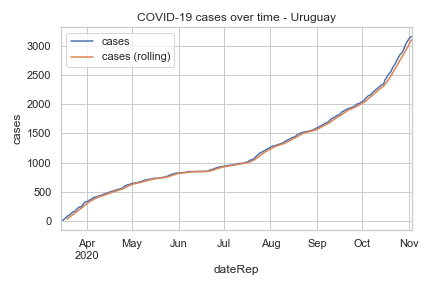 COVID-19 cases over time - Uruguay
cases
cases (rolling)
3000
2500
2000
1500
1000
500
0
cases
Apr May Jun Jul Aug Sep Oct Nov
2020
dateRep